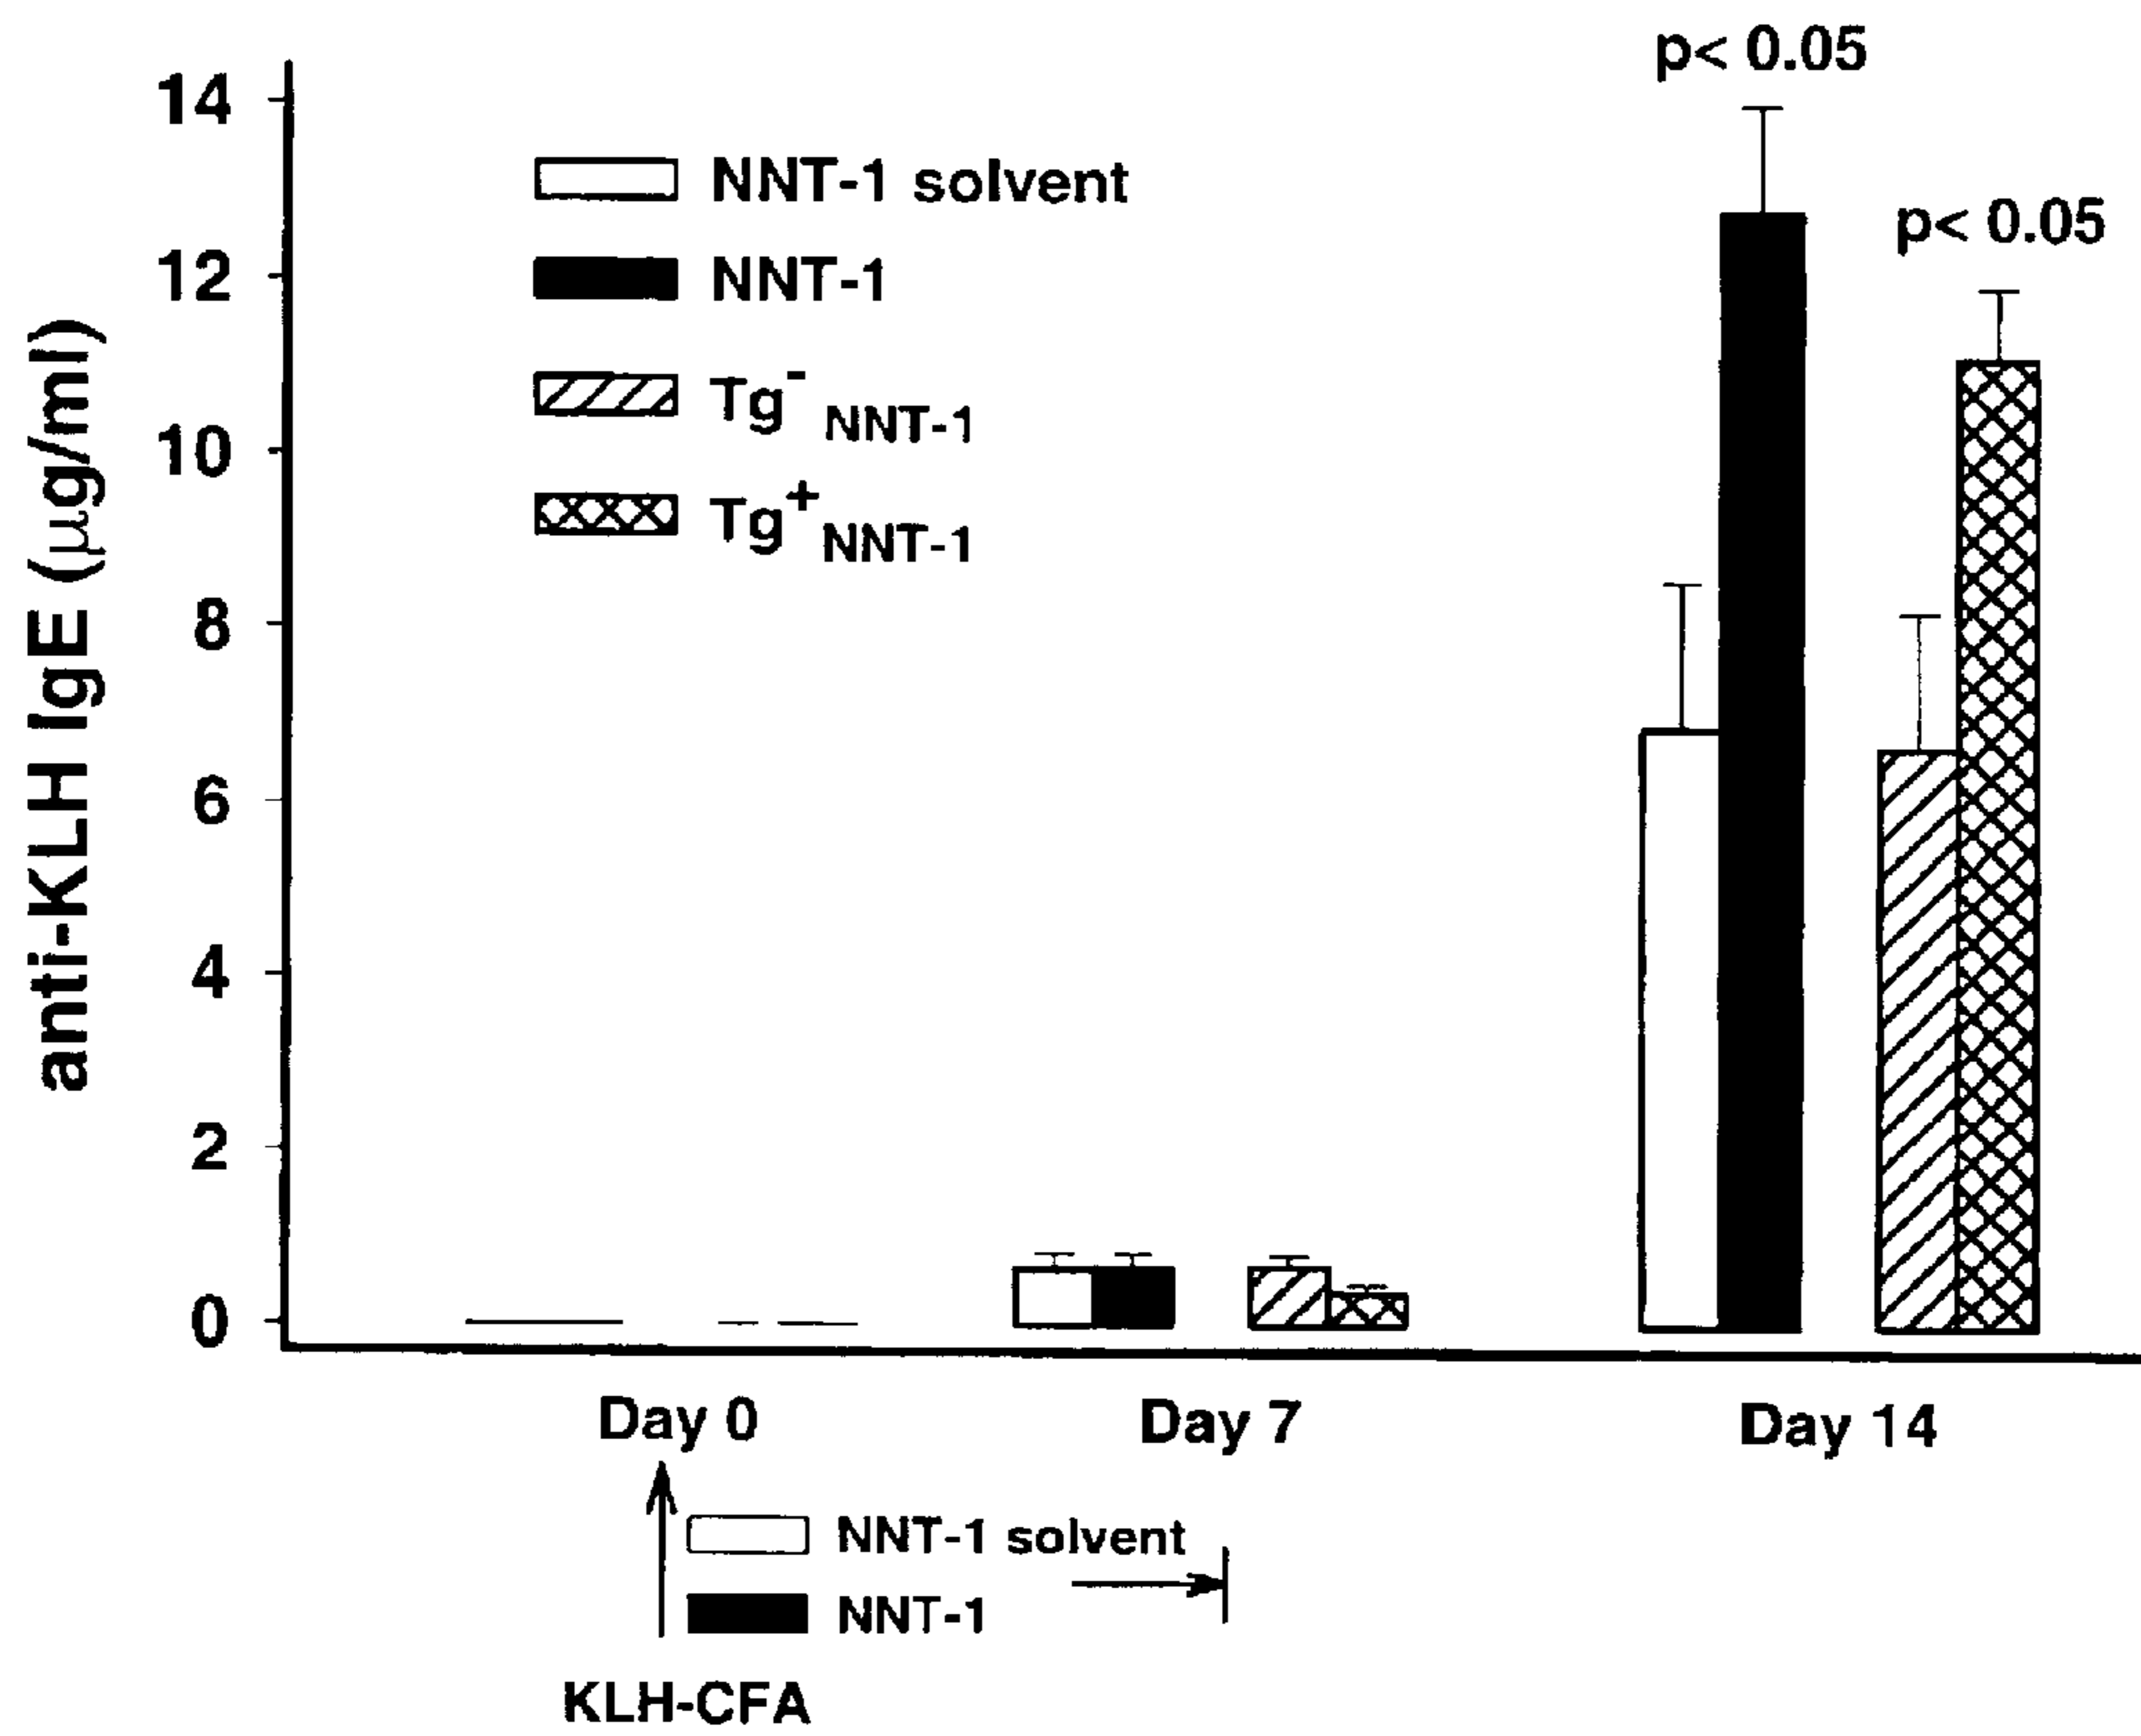 p< 0.05
14
NNT-1 solvent
p< 0.05
12
NNT-1
Tg-NNT-1
10
Tg+NNT-1
8
6
4
2
0
anti-KLH IgE (μg/ml)
Day 0
Day 7
Day 14
NNT-1 solvent
NNT-1
KLH-CFA